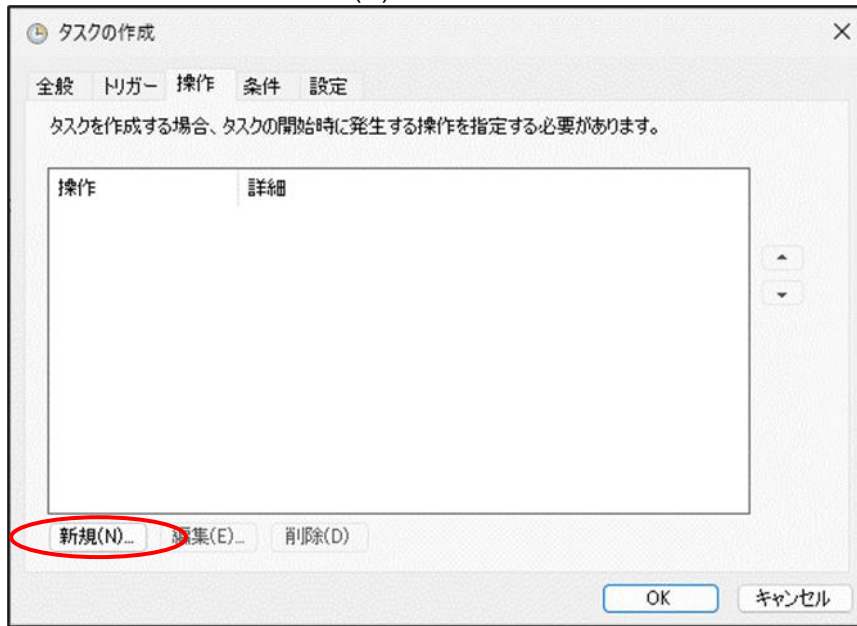 タスクの作成
全般 トリガー 操作 条件 設定
タスクを作成する場合、タスクの開始時に発生する操作を指定する必要があります。
操作 詳細
新規(N)... 編集(E)... 削除(D)
OK キャンセル